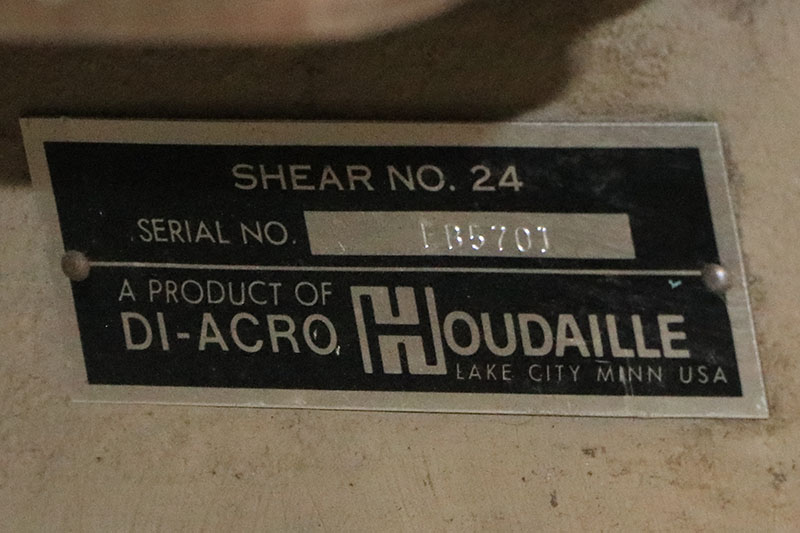 SHEAR NO. 24
SERIAL NO.
A PRODUCT OF
DI-ACRO HOUDAILLE
LAKE CITY MINN USA